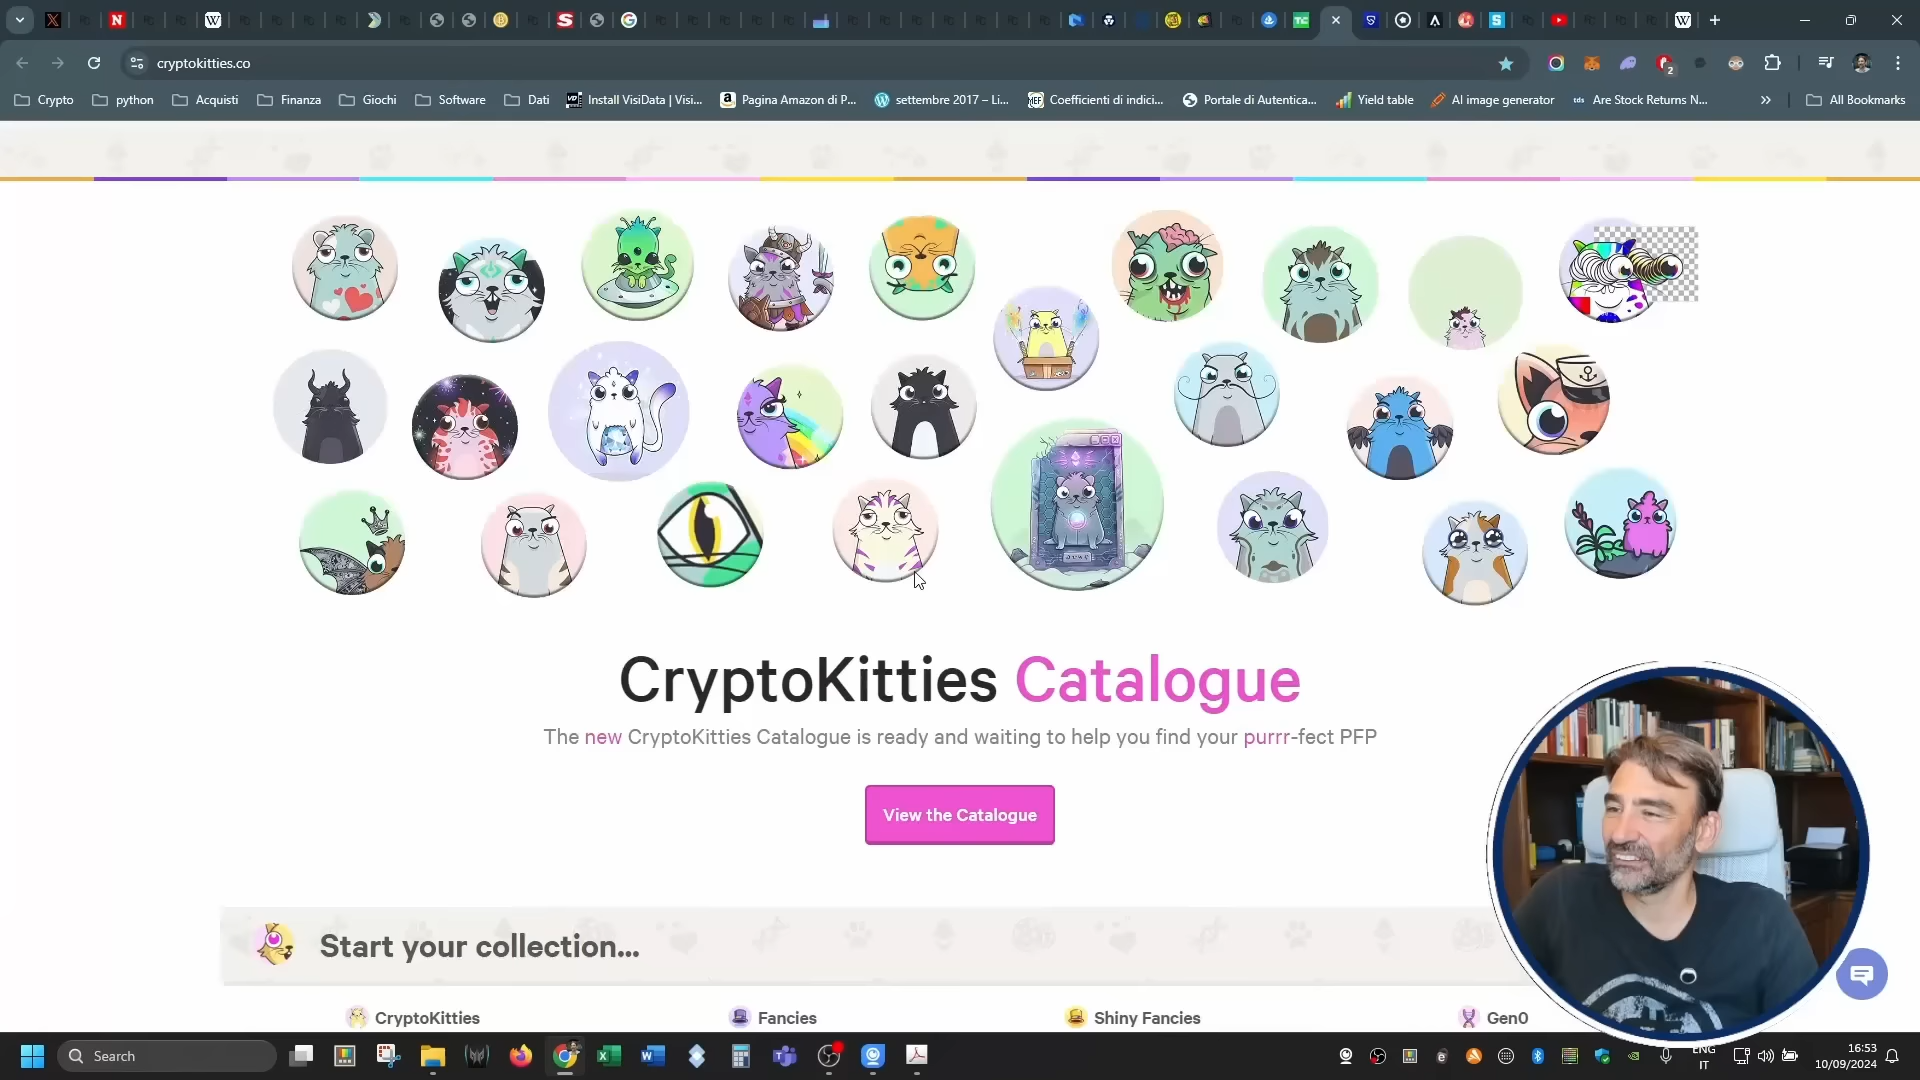 cryptokitties.co
Crypto
python
Acquisti
Finanza
Giochi
Software
Dati
Install VisiData | Visi...
Pagina Amazon di P...
settembre 2017 – Li...
Coefficienti di indici...
Portale di Autentica...
Yield table
AI image generator
Are Stock Returns N...
All Bookmarks
CryptoKitties Catalogue
The new CryptoKitties Catalogue is ready and waiting to help you find your purrr-fect PFP
View the Catalogue
Start your collection...
CryptoKitties
Fancies
Shiny Fancies
Gen0
Search
ENG
IT
16:53
10/09/2024